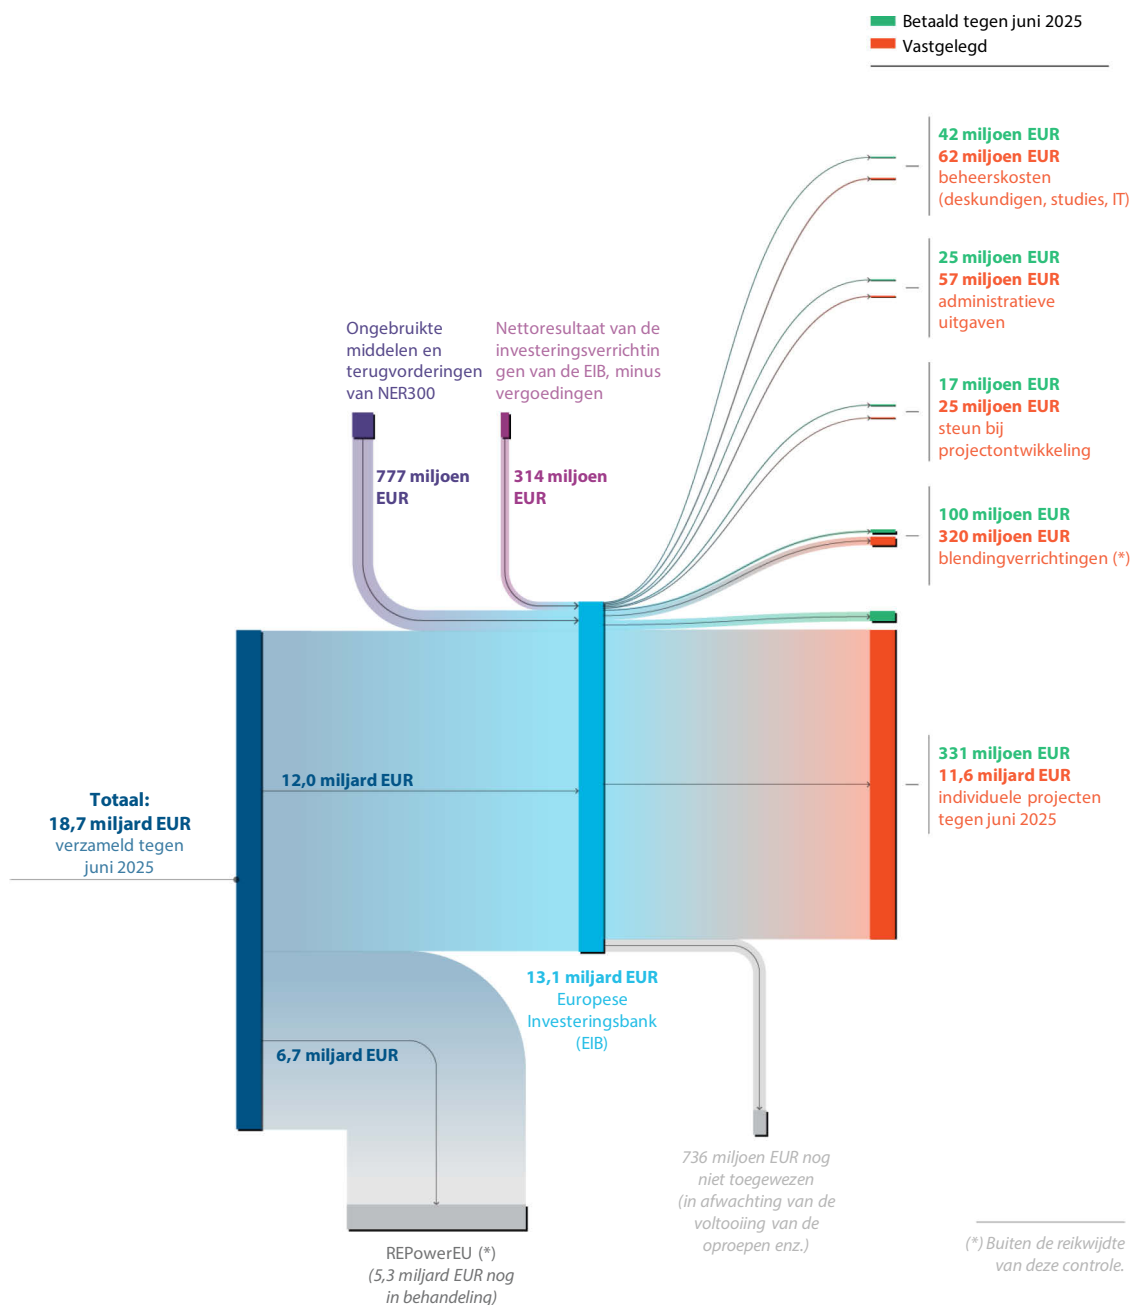 Betaald tegen juni 2025
Vastgelegd
42 miljoen EUR
62 miljoen EUR
beheerskosten
(deskundigen, studies, IT)
25 miljoen EUR
57 miljoen EUR
administratieve
uitgaven
Ongebruikte
middelen en
terugvorderingen
van NER300
Nettoresultaat van de
investeringsverrichtin
gen van de EIB, minus
vergoedingen
17 miljoen EUR
25 miljoen EUR
steun bij
projectontwikkeling
777 miljoen
EUR
314 miljoen
EUR
100 miljoen EUR
320 miljoen EUR
blendingverrichtingen (*)
12,0 miljard EUR
Totaal:
18,7 miljard EUR
verzameld tegen
juni 2025
331 miljoen EUR
11,6 miljard EUR
individuele projecten
tegen juni 2025
13,1 miljard EUR
Europese
Investeringsbank
(EIB)
6,7 miljard EUR
736 miljoen EUR nog
niet toegewezen
(in afwachting van de
voltooiing van de
oproepen enz.)
REPowerEU (*)
(5,3 miljard EUR nog
in behandeling)
(*) Buiten de reikwijdte
van deze controle.